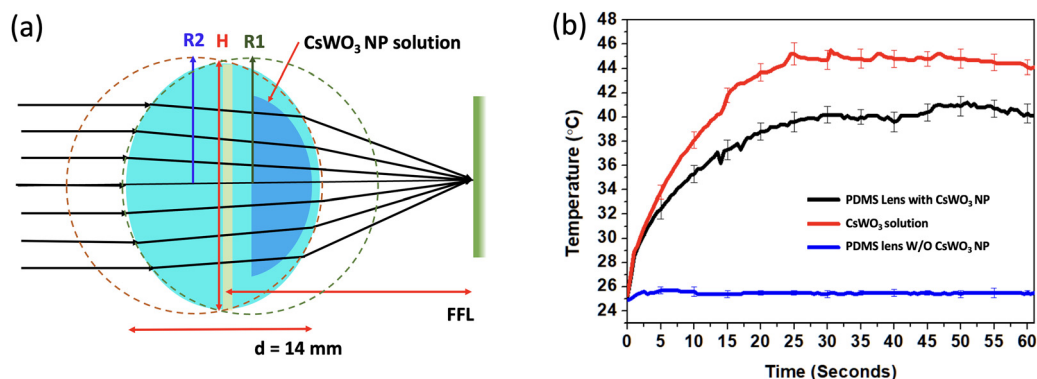 (a)
R2 H R1
CsWO₃ NP solution
FFL
d = 14 mm
(b)
Temperature (°C)
46
44
42
40
38
36
34
32
30
28
26
24
PDMS Lens with CsWO₃ NP
CsWO₃ solution
PDMS lens W/O CsWO₃ NP
0 5 10 15 20 25 30 35 40 45 50 55 60
Time (Seconds)